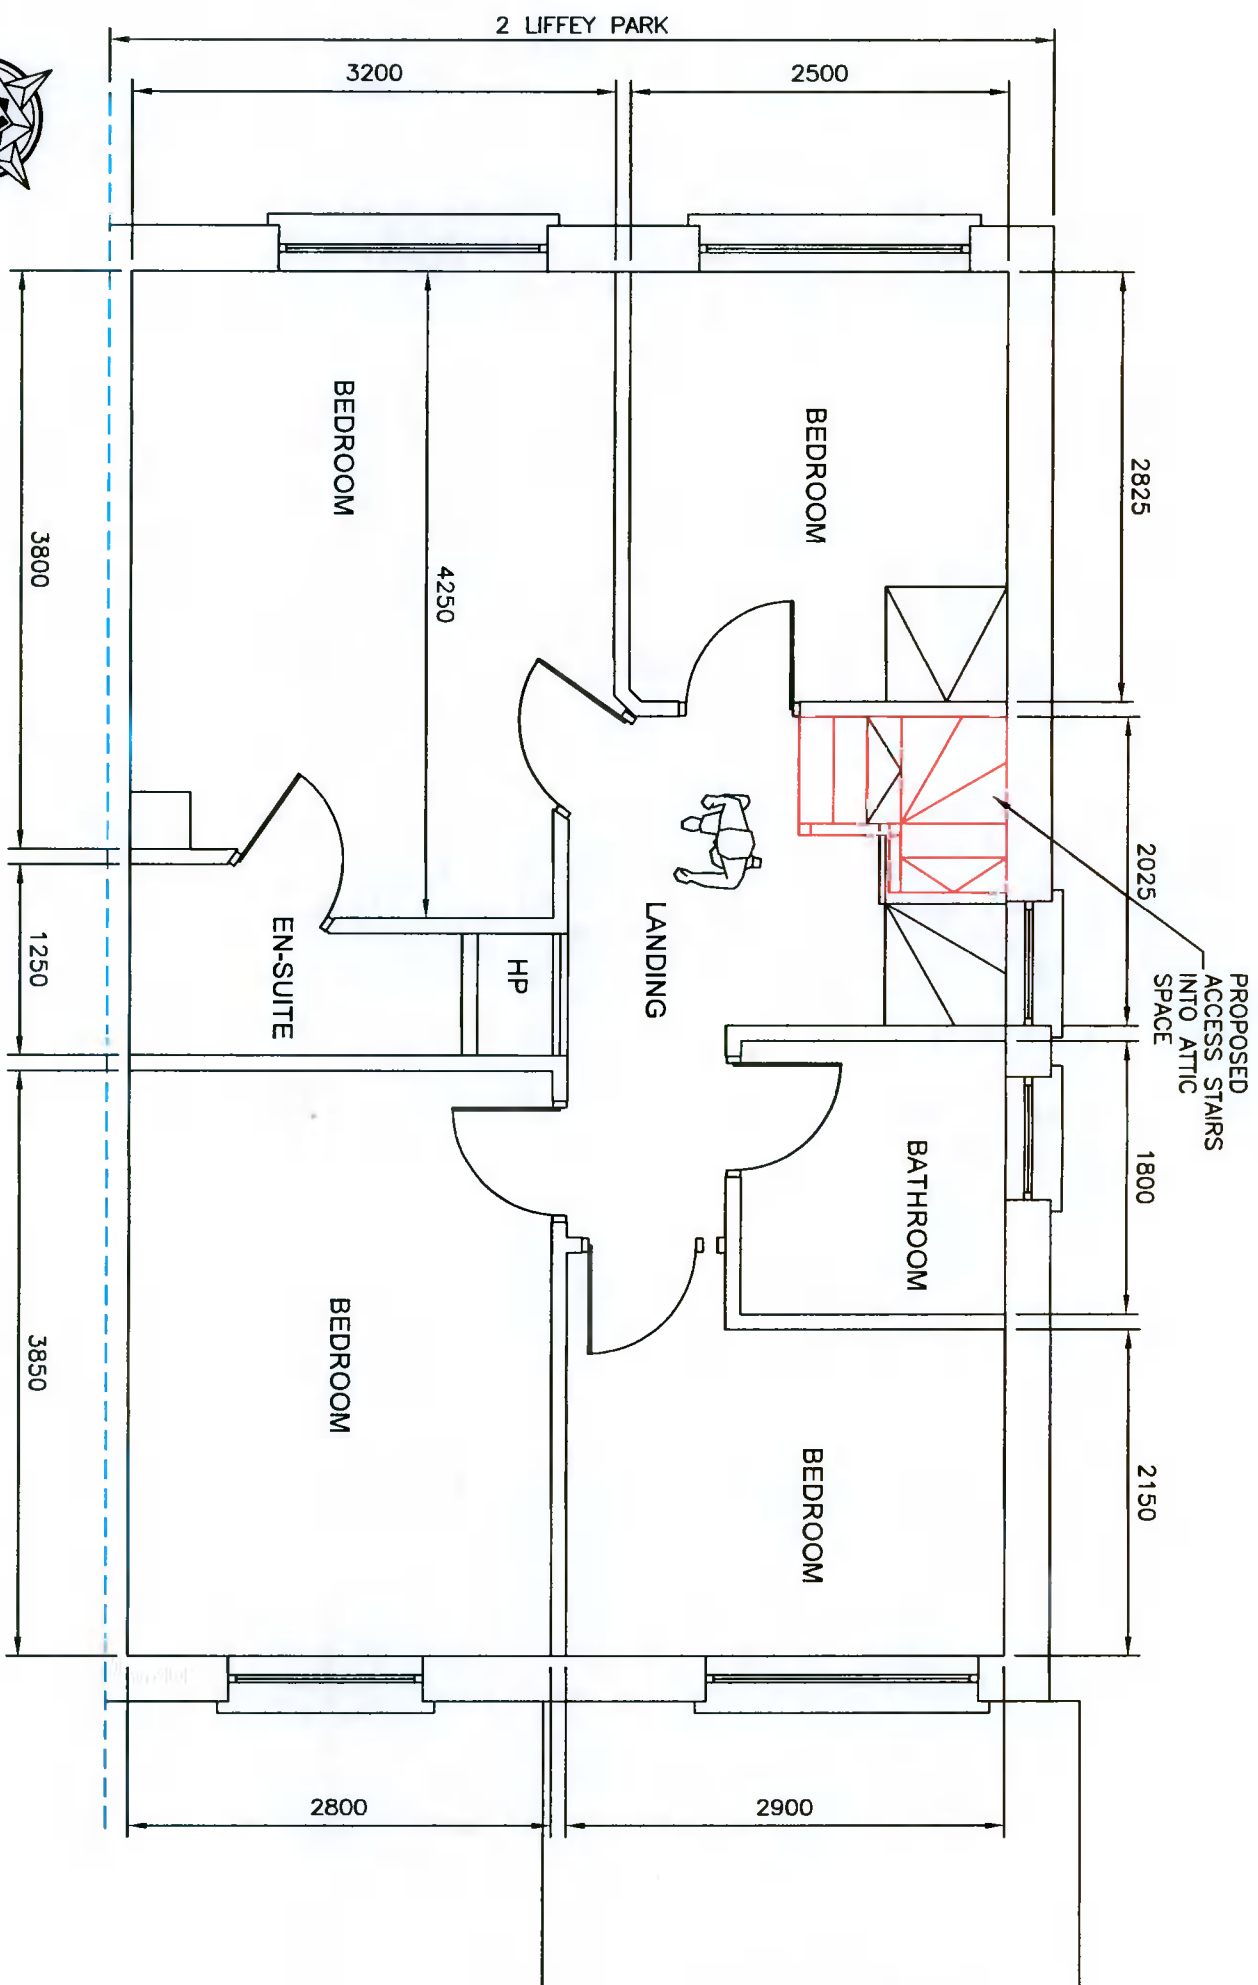 2 LIFFEY PARK
3200
2500
2825
2025
1800
2150
PROPOSED
ACCESS STAIRS
INTO ATTIC
SPACE
BEDROOM
BEDROOM
4250
LANDING
HP
EN-SUITE
BATHROOM
BEDROOM
BEDROOM
3800
1250
3850
2800
2900